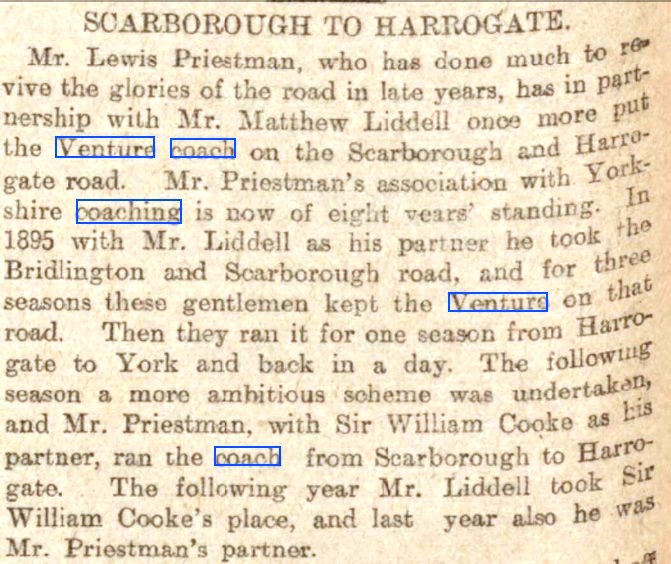 SCARBOROUGH TO HARROGATE.
Mr. Lewis Priestman, who has done much to re-
vive the glories of the road in late years, has in part-
nership with Mr. Matthew Liddell once more put
the Venture coach on the Scarborough and Harro-
gate road. Mr. Priestman's association with York-
shire coaching is now of eight years' standing. In
1895 with Mr. Liddell as his partner he took the
Bridlington and Scarborough road, and for three
seasons these gentlemen kept the Venture on that
road. Then they ran it for one season from Harro-
gate to York and back in a day. The following
season a more ambitious scheme was undertaken,
and Mr. Priestman, with Sir William Cooke as his
partner, ran the coach from Scarborough to Harro-
gate. The following year Mr. Liddell took Sir
William Cooke's place, and last year also he was
Mr. Priestman's partner.